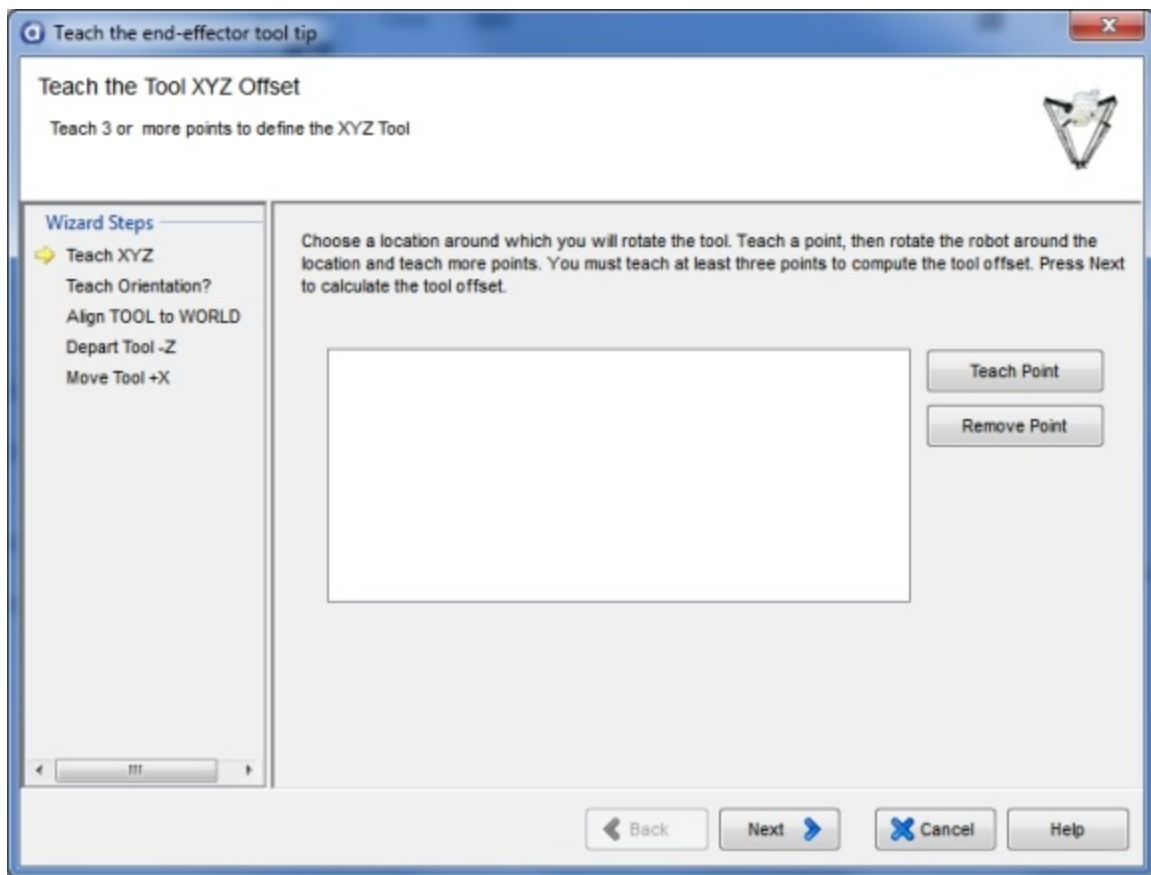 Teach the end-effector tool tip
Teach the Tool XYZ Offset
Teach 3 or more points to define the XYZ Tool
Wizard Steps
Teach XYZ
Teach Orientation?
Align TOOL to WORLD
Depart Tool -Z
Move Tool +X
Choose a location around which you will rotate the tool. Teach a point, then rotate the robot around the
location and teach more points. You must teach at least three points to compute the tool offset. Press Next
to calculate the tool offset.
Teach Point
Remove Point
Back
Next
Cancel
Help